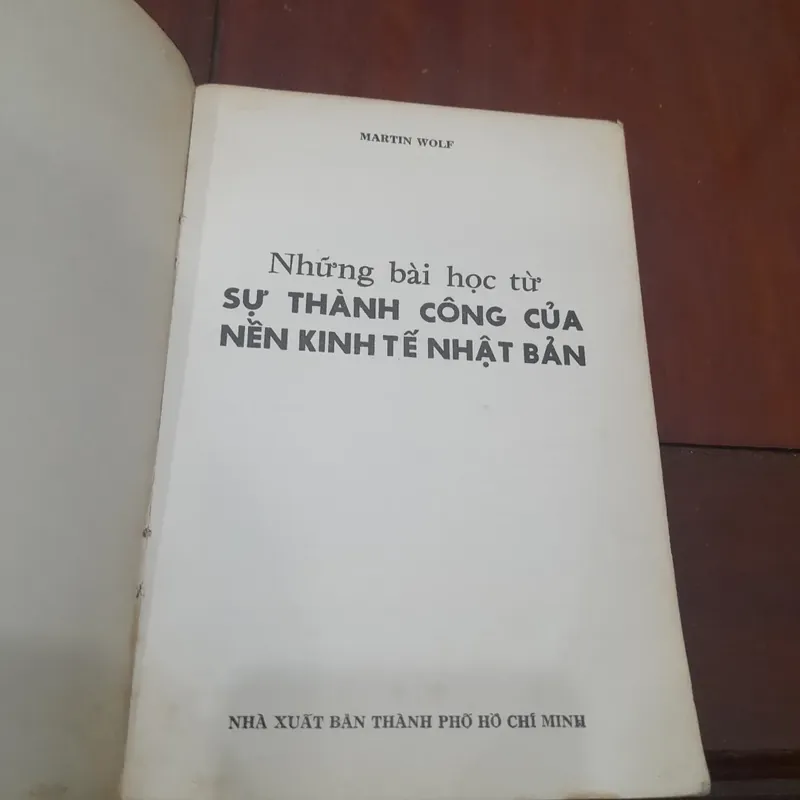 MARTIN WOLF
Những bài học từ
SỰ THÀNH CÔNG CỦA
NỀN KINH TẾ NHẬT BẢN
NHÀ XUẤT BẢN THÀNH PHỐ HỒ CHÍ MINH